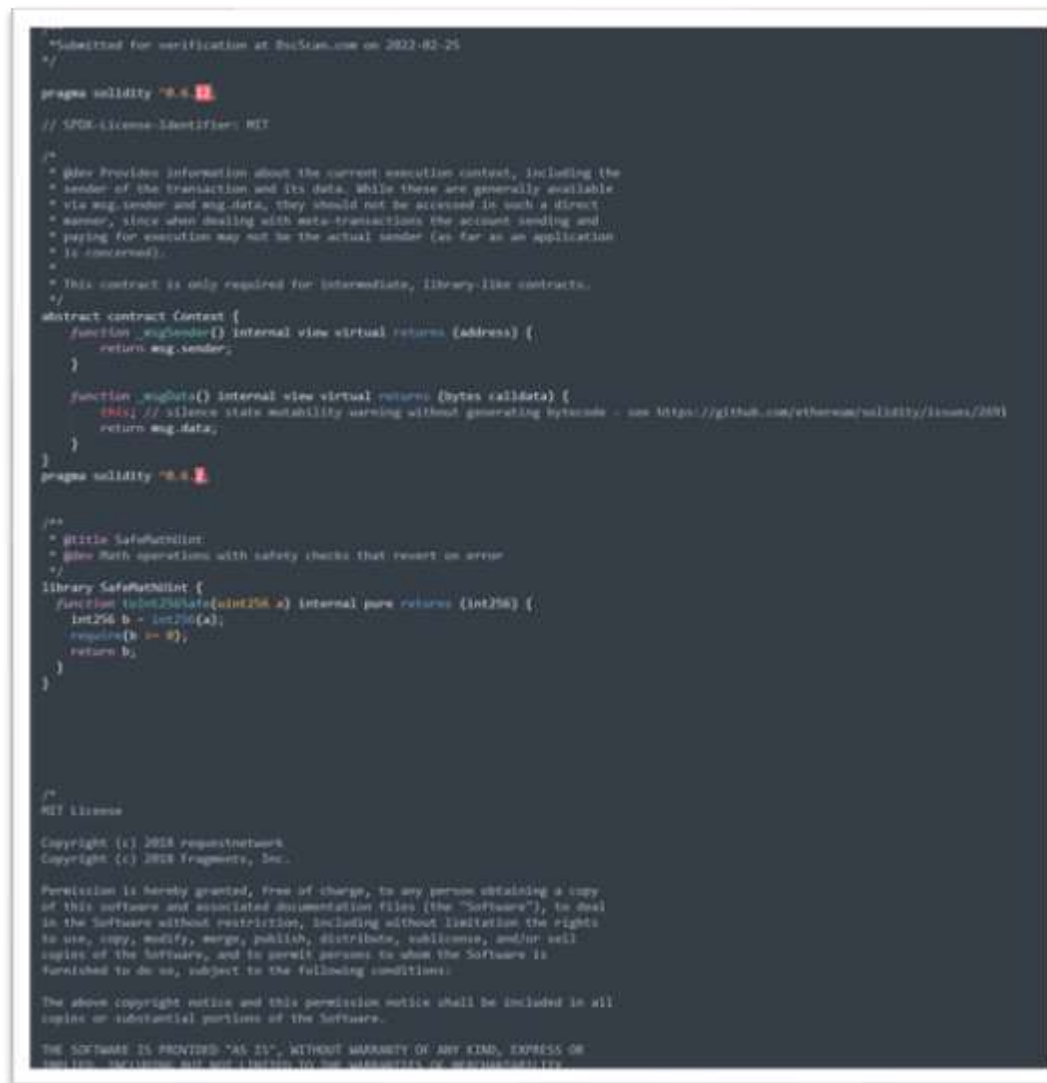 /**
 *Submitted for verification at BscScan.com on 2022-02-25
*/
pragma solidity ^0.6.12;
// SPDX-License-Identifier: MIT
/*
 * @dev Provides information about the current execution context, including the
 * sender of the transaction and its data. While these are generally available
 * via msg.sender and msg.data, they should not be accessed in such a direct
 * manner, since when dealing with meta-transactions the account sending and
 * paying for execution may not be the actual sender (as far as an application
 * is concerned).
 *
 * This contract is only required for intermediate, library-like contracts.
 */
abstract contract Context {
    function _msgSender() internal view virtual returns (address) {
        return msg.sender;
    }
    function _msgData() internal view virtual returns (bytes calldata) {
        this; // silence state mutability warning without generating bytecode - see https://github.com/ethereum/solidity/issues/2691
        return msg.data;
    }
}
pragma solidity ^0.6.2;
/**
 * @title SafeMathUint
 * @dev Math operations with safety checks that revert on error
 */
library SafeMathUint {
  function toInt256Safe(uint256 a) internal pure returns (int256) {
    int256 b = int256(a);
    require(b >= 0);
    return b;
  }
}
/*
MIT License
Copyright (c) 2018 requestnetwork
Copyright (c) 2018 Fragments, Inc.
Permission is hereby granted, free of charge, to any person obtaining a copy
of this software and associated documentation files (the "Software"), to deal
in the Software without restriction, including without limitation the rights
to use, copy, modify, merge, publish, distribute, sublicense, and/or sell
copies of the Software, and to permit persons to whom the Software is
furnished to do so, subject to the following conditions:
The above copyright notice and this permission notice shall be included in all
copies or substantial portions of the Software.
THE SOFTWARE IS PROVIDED "AS IS", WITHOUT WARRANTY OF ANY KIND, EXPRESS OR
IMPLIED, INCLUDING BUT NOT LIMITED TO THE WARRANTIES OF MERCHANTABILITY